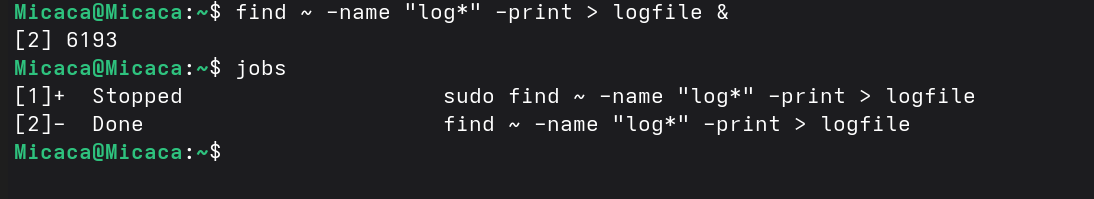 Micaca@Micaca:~$ find ~ -name "log*" -print > logfile &
[2] 6193
Micaca@Micaca:~$ jobs
[1]+  Stopped                 sudo find ~ -name "log*" -print > logfile
[2]-  Done                    find ~ -name "log*" -print > logfile
Micaca@Micaca:~$